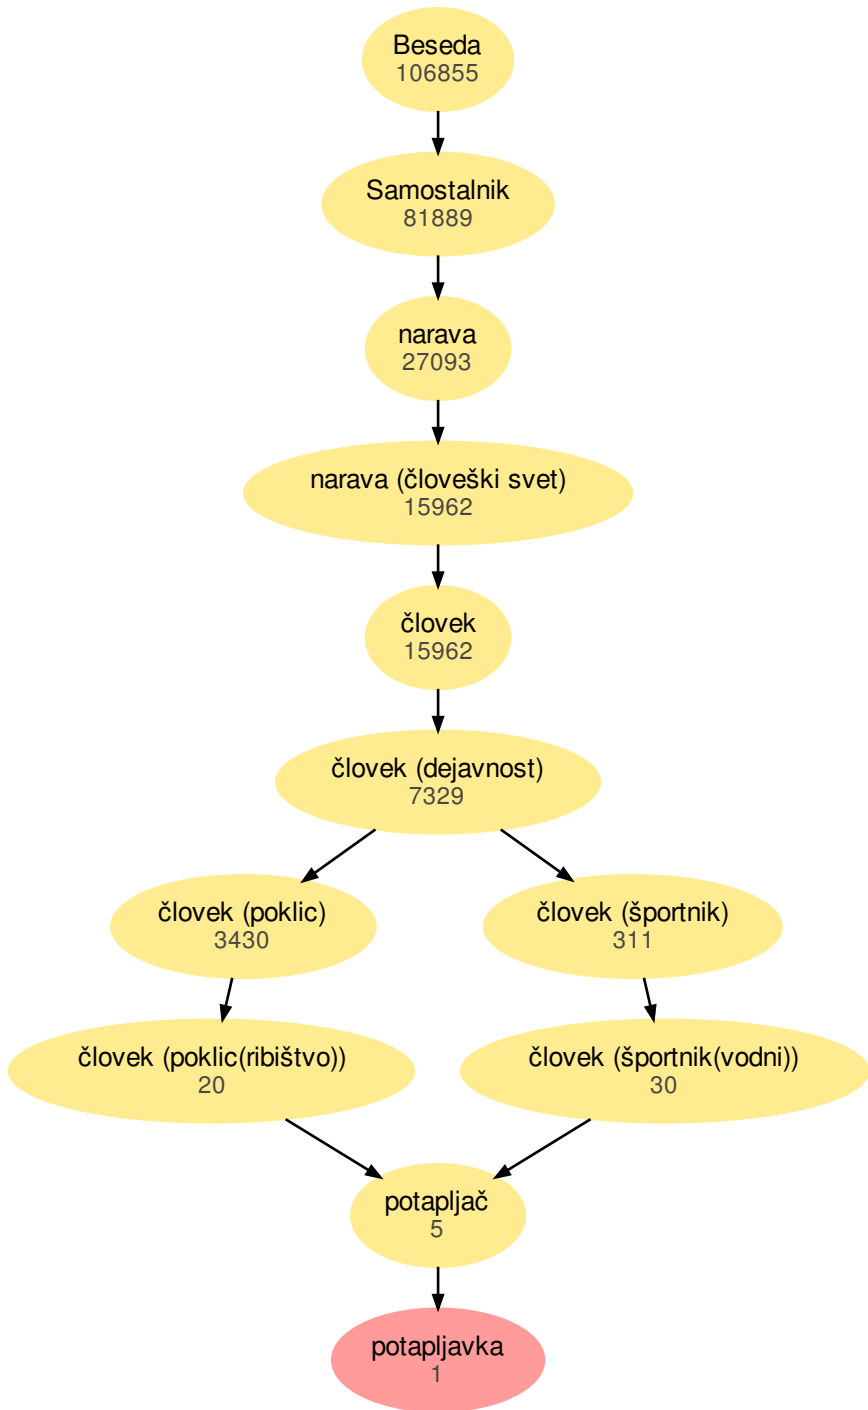 Beseda
106855
Samostalnik
81889
narava
27093
narava (človeški svet)
15962
človek
15962
človek (dejavnost)
7329
človek (poklic)
3430
človek (športnik)
311
človek (poklic(ribištvo))
20
človek (športnik(vodni))
30
potapljač
5
potapljavka
1